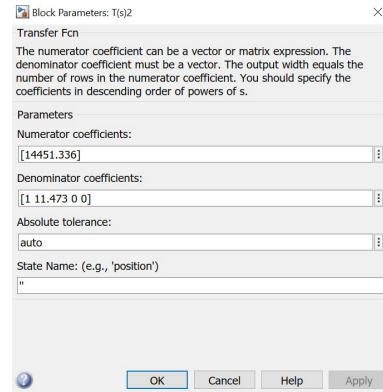 Block Parameters: T(s)2
Transfer Fcn
The numerator coefficient can be a vector or matrix expression. The
denominator coefficient must be a vector. The output width equals the
number of rows in the numerator coefficient. You should specify the
coefficients in descending order of powers of s.
Parameters
Numerator coefficients:
[14451.336]
Denominator coefficients:
[1 11.473 0 0]
Absolute tolerance:
auto
State Name: (e.g., 'position')
''
OK Cancel Help Apply